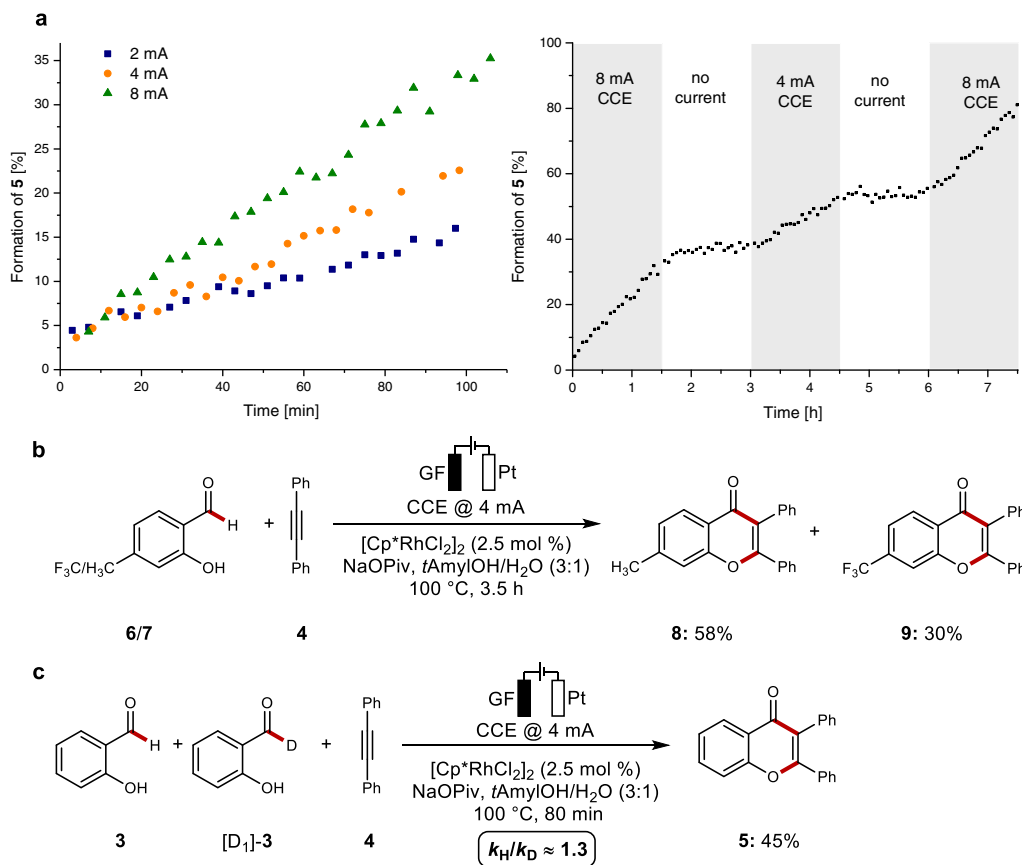 a
2 mA
4 mA
8 mA
35
30
25
20
15
10
5
0
Formation of 5 [%]
0 20 40 60 80 100
Time [min]
8 mA
CCE
no
current
4 mA
CCE
no
current
8 mA
CCE
100
80
60
40
20
0
Formation of 5 [%]
0 1 2 3 4 5 6 7
Time [h]
b
O
H
OH
F3C/H3C
6/7
+
Ph
Ph
4
GF Pt
CCE @ 4 mA
[Cp*RhCl2]2 (2.5 mol %)
NaOPiv, tAmylOH/H2O (3:1)
100 °C, 3.5 h
O
Ph
H3C O Ph
8: 58%
+
O
Ph
F3C O Ph
9: 30%
c
O
H
OH
3
+
O
D
OH
[D1]-3
+
Ph
Ph
4
GF Pt
CCE @ 4 mA
[Cp*RhCl2]2 (2.5 mol %)
NaOPiv, tAmylOH/H2O (3:1)
100 °C, 80 min
kH/kD ≈ 1.3
O
Ph
O Ph
5: 45%